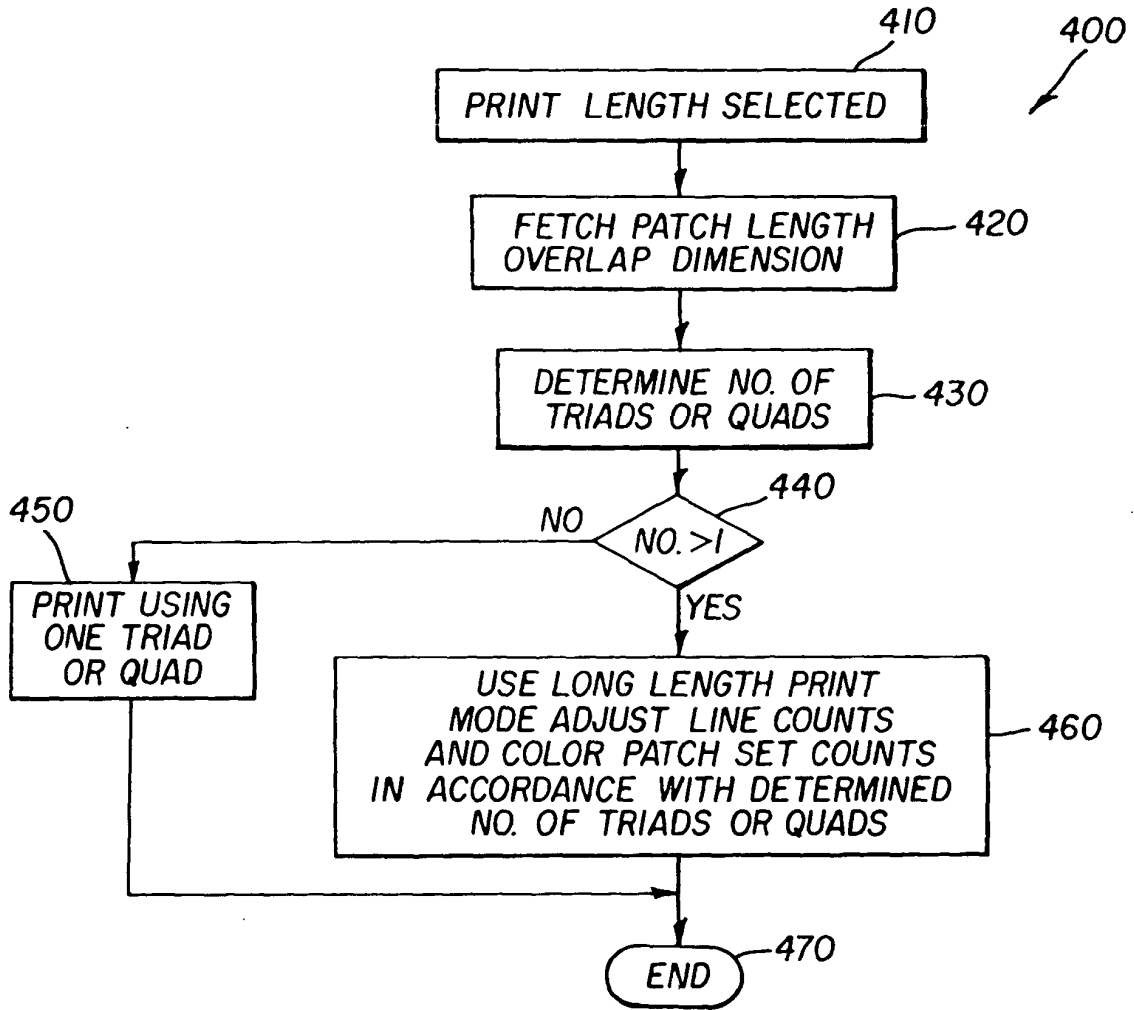 410
400
PRINT LENGTH SELECTED
FETCH PATCH LENGTH
OVERLAP DIMENSION
420
DETERMINE NO. OF
TRIADS OR QUADS
430
440
450
NO
NO. >1
YES
PRINT USING
ONE TRIAD
OR QUAD
USE LONG LENGTH PRINT
MODE ADJUST LINE COUNTS
AND COLOR PATCH SET COUNTS
IN ACCORDANCE WITH DETERMINED
NO. OF TRIADS OR QUADS
460
END
470